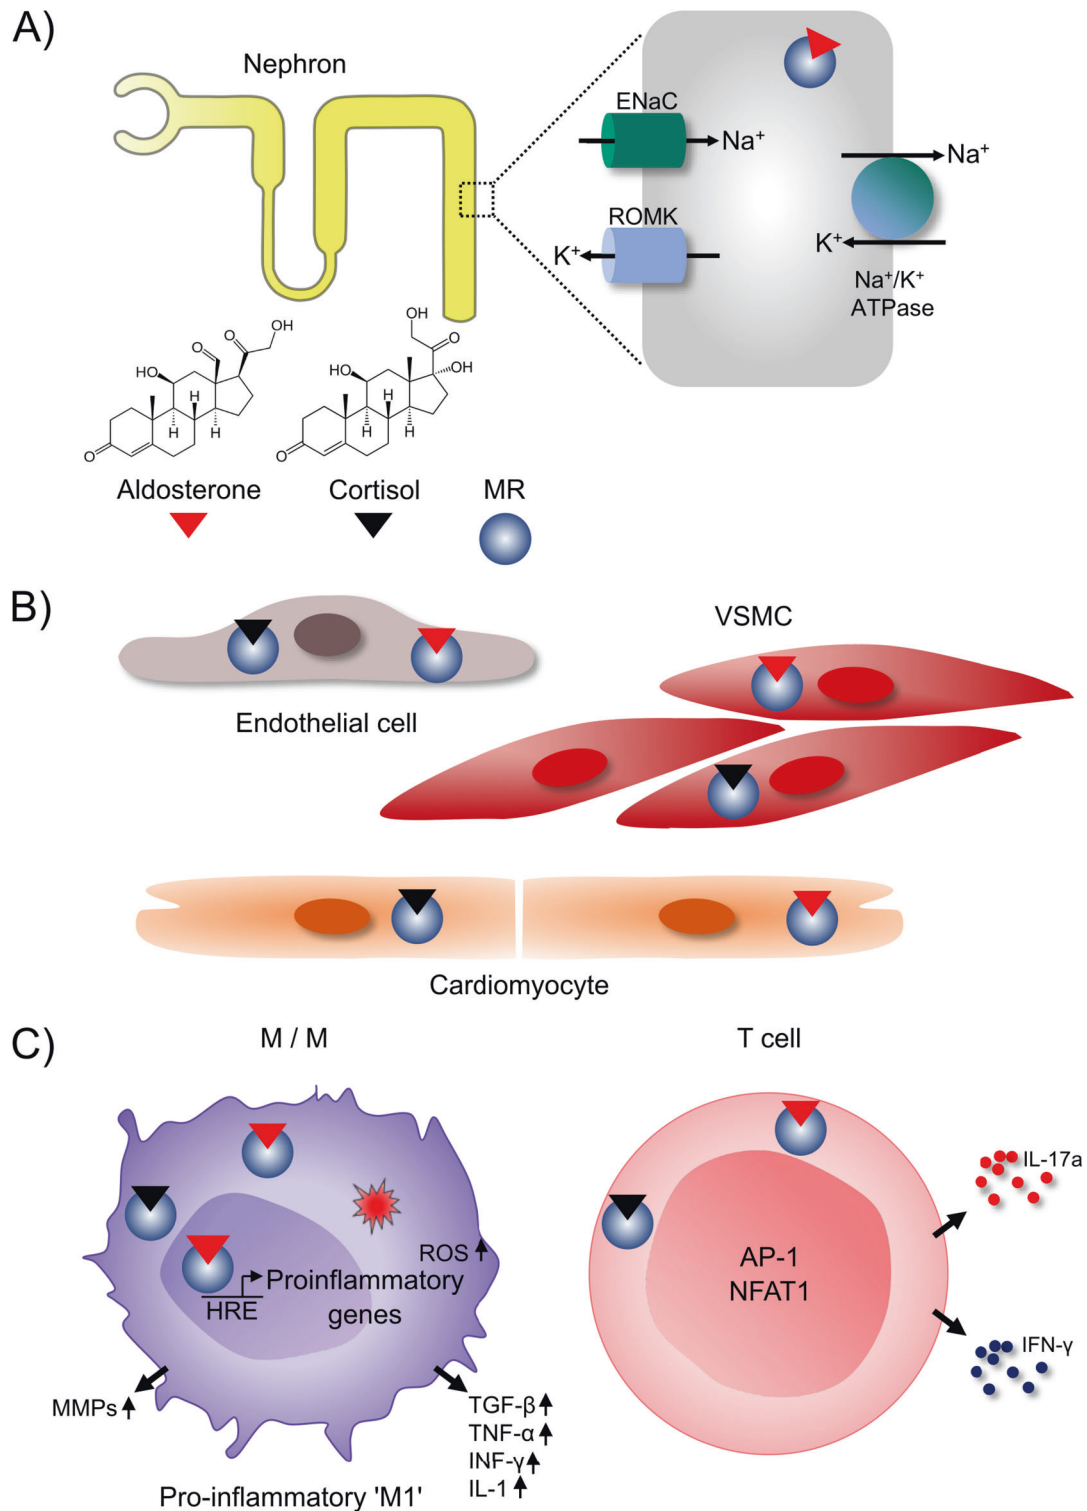 A)
Nephron
ENaC
Na⁺
Na⁺
ROMK
K⁺
K⁺
Na⁺/K⁺
ATPase
OH
O
O
HO
H
H
H
O
OH
O
OH
HO
H
H
H
O
Aldosterone
Cortisol
MR
B)
VSMC
Endothelial cell
Cardiomyocyte
C)
M / M
T cell
ROS
Proinflammatory
genes
HRE
MMPs
TGF-β
TNF-α
INF-γ
IL-1
Pro-inflammatory 'M1'
AP-1
NFAT1
IL-17a
IFN-γ